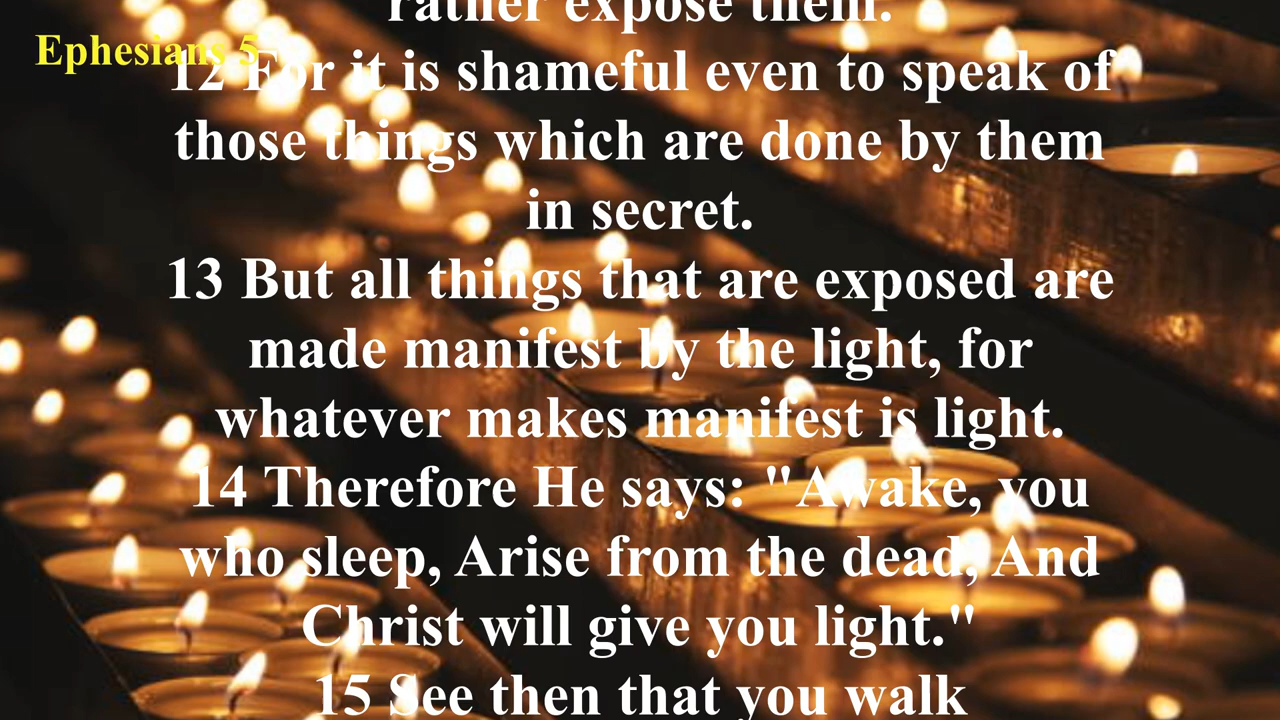 rather expose them.
Ephesians 5
12 For it is shameful even to speak of
those things which are done by them
in secret.
13 But all things that are exposed are
made manifest by the light, for
whatever makes manifest is light.
14 Therefore He says: "Awake, you
who sleep, Arise from the dead, And
Christ will give you light."
15 See then that you walk